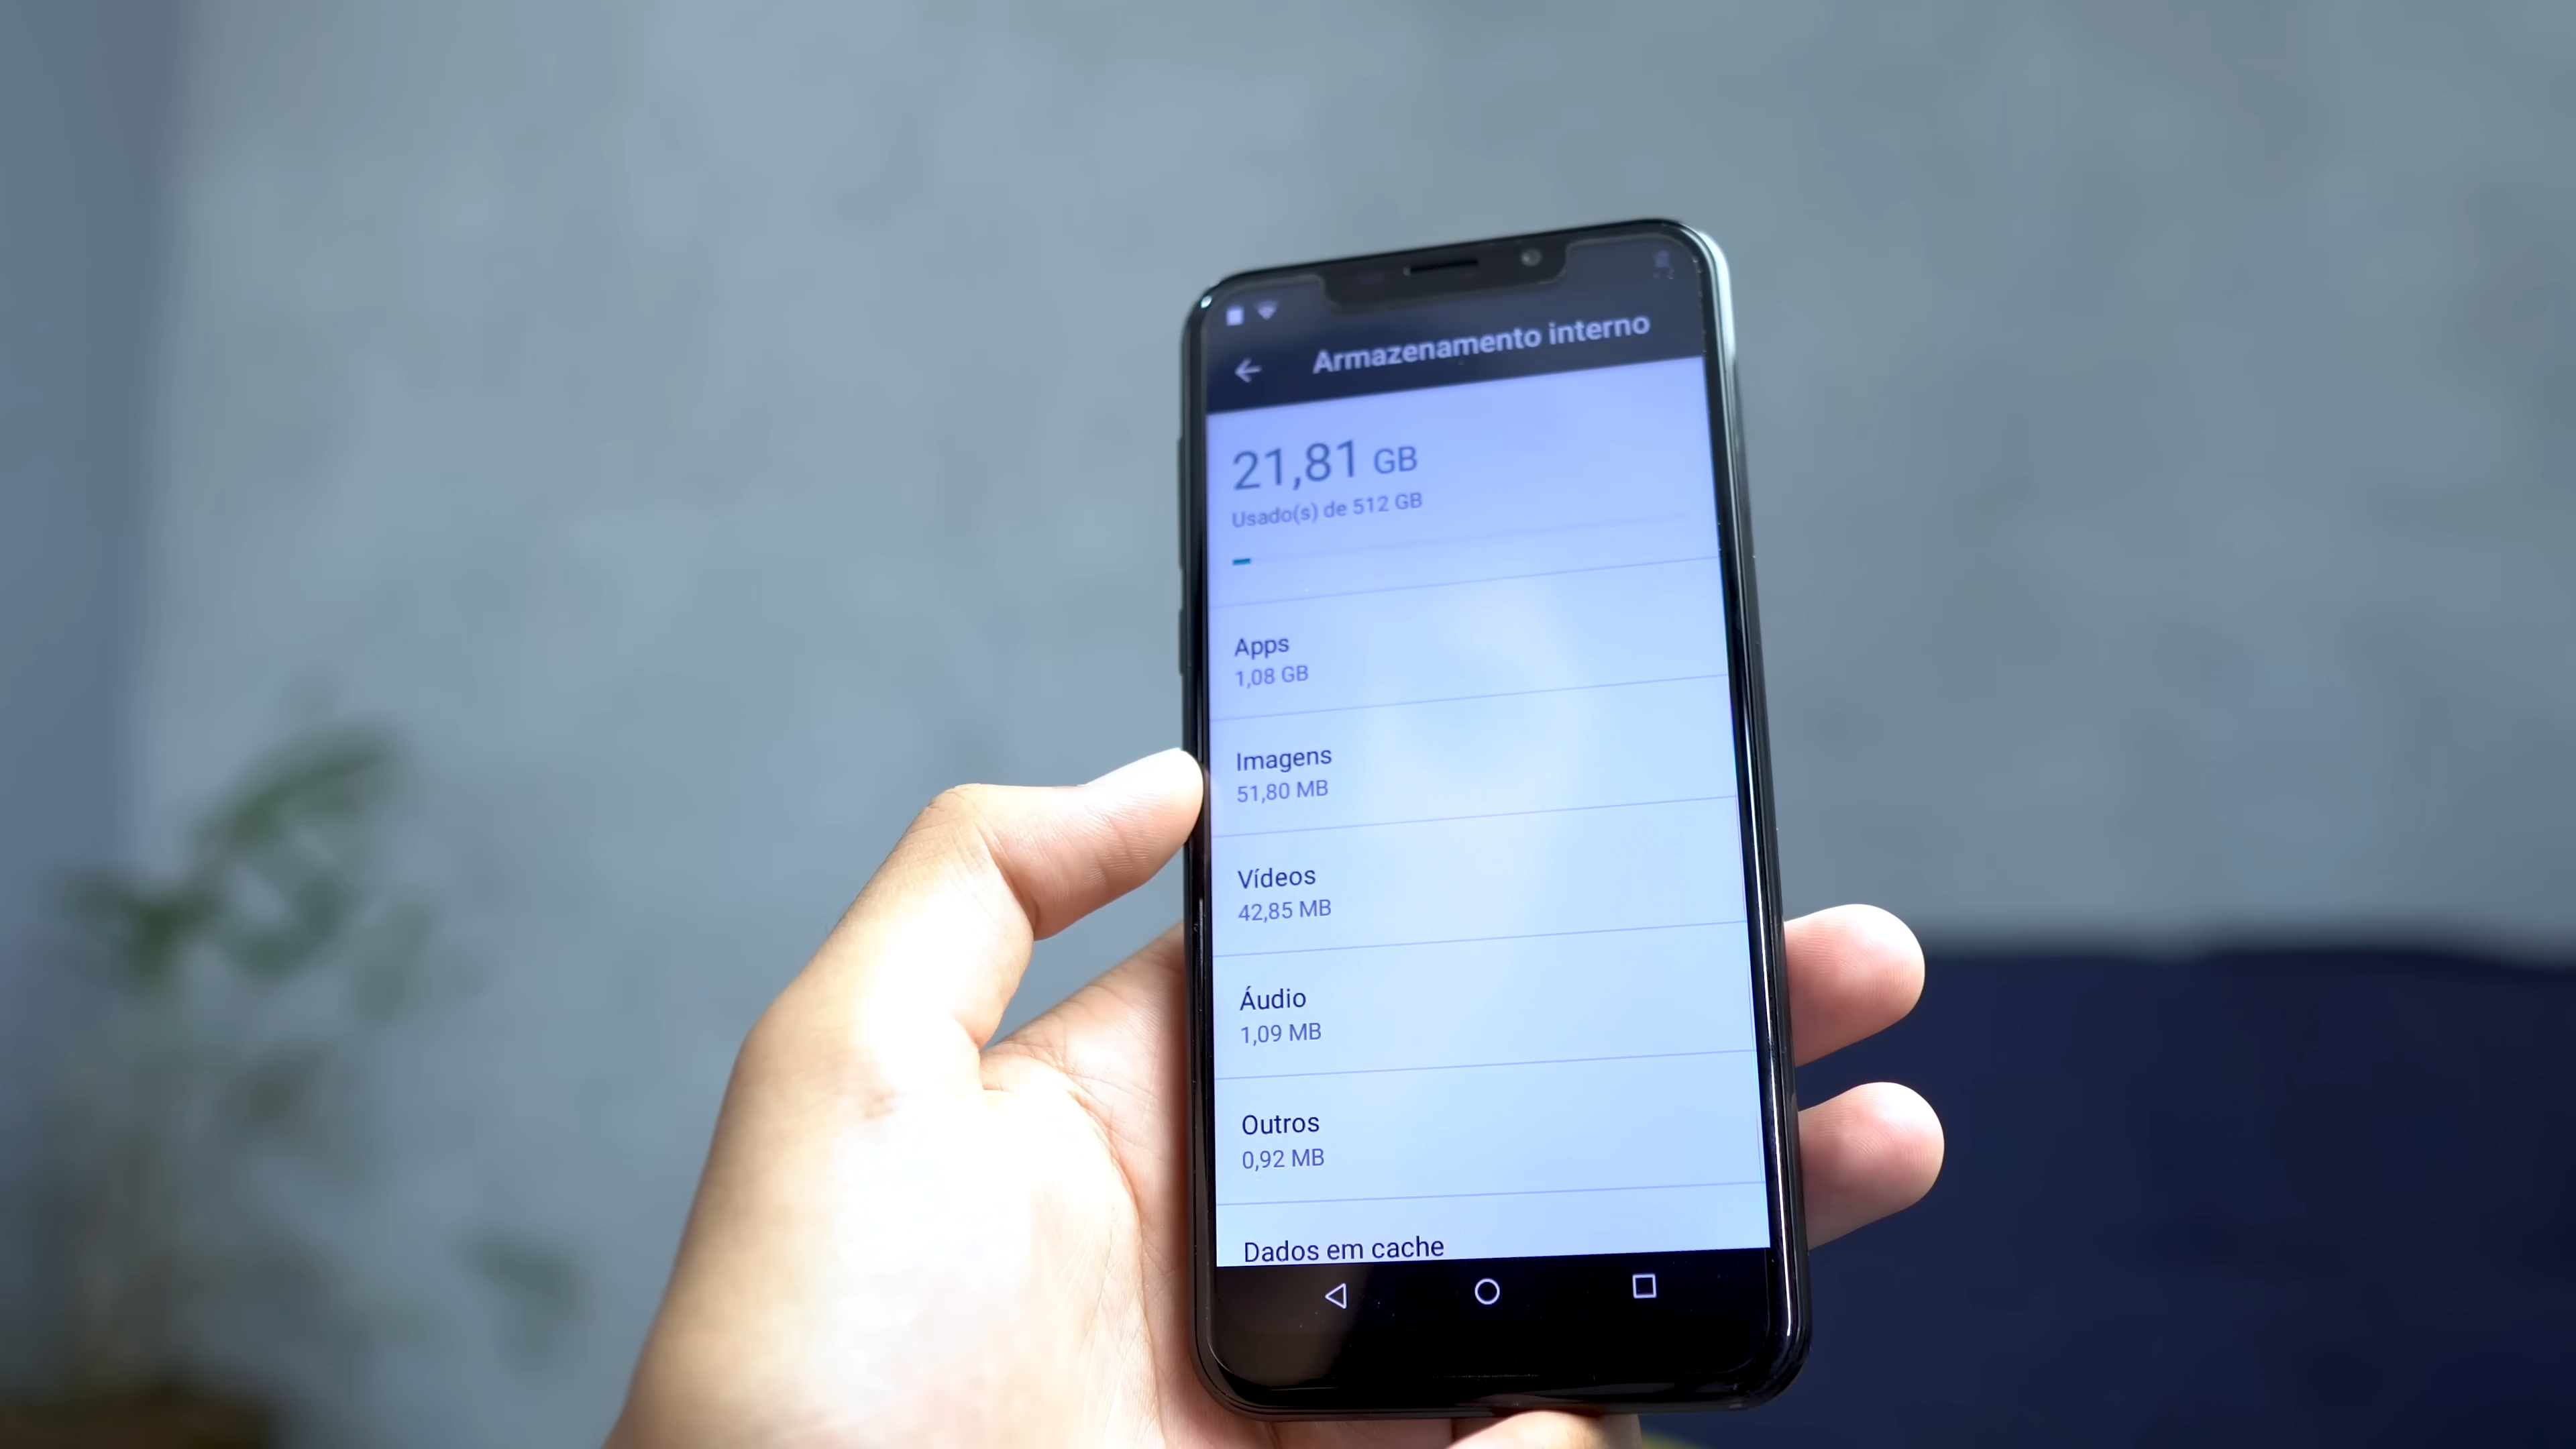 Armazenamento interno
21,81 GB
Usado(s) de 512 GB
Apps
1,08 GB
Imagens
51,80 MB
Vídeos
42,85 MB
Áudio
1,09 MB
Outros
0,92 MB
Dados em cache